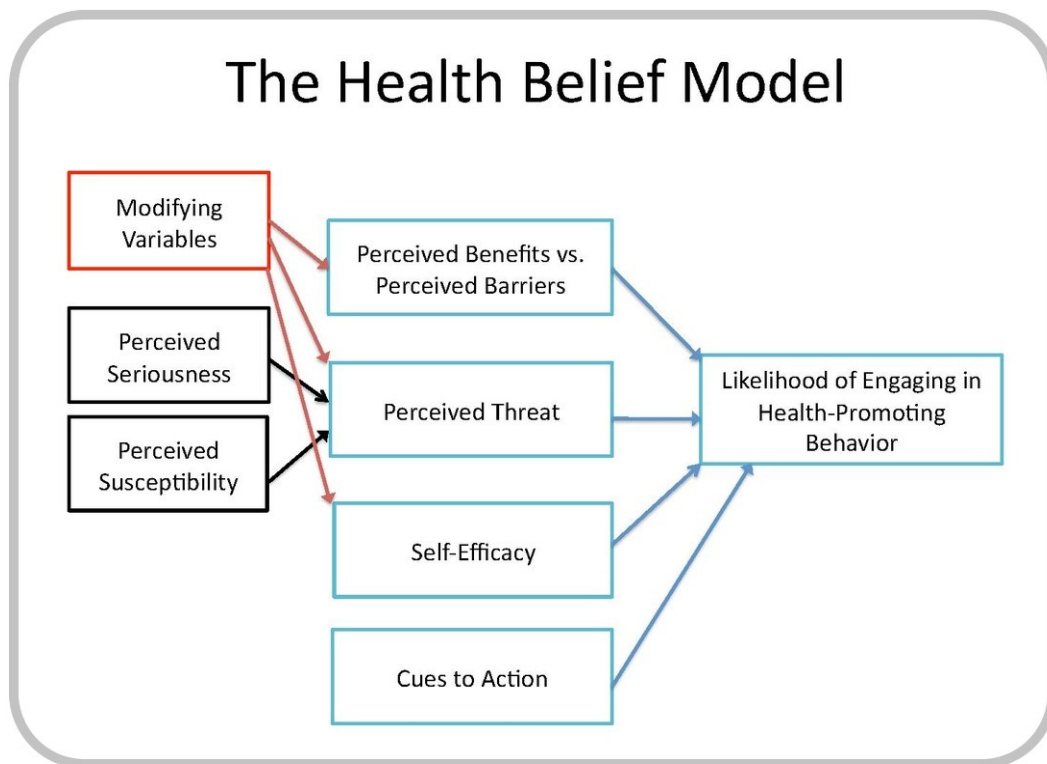 The Health Belief Model
Modifying
Variables
Perceived Benefits vs.
Perceived Barriers
Perceived
Seriousness
Perceived Threat
Likelihood of Engaging in
Health-Promoting
Behavior
Perceived
Susceptibility
Self-Efficacy
Cues to Action